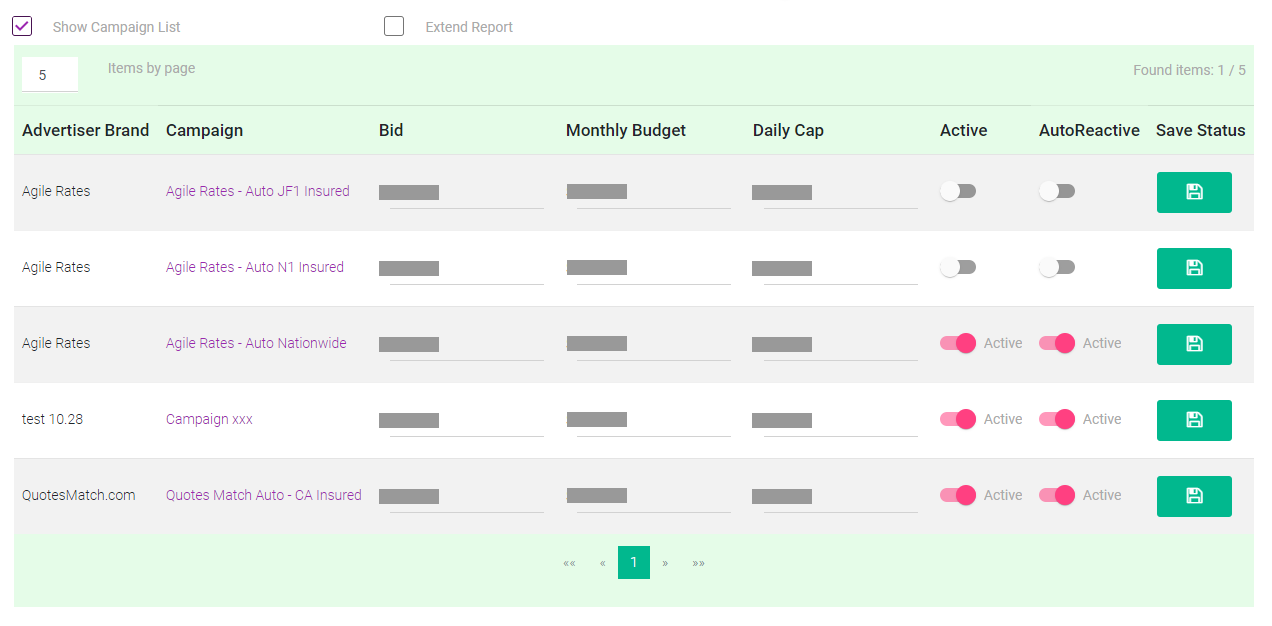 Show Campaign List Extend Report
5 Items by page Found items: 1 / 5
Advertiser Brand Campaign Bid Monthly Budget Daily Cap Active AutoReactive Save Status
Agile Rates Agile Rates - Auto JF1 Insured
Agile Rates Agile Rates - Auto N1 Insured
Agile Rates Agile Rates - Auto Nationwide Active Active
test 10.28 Campaign xxx Active Active
QuotesMatch.com Quotes Match Auto - CA Insured Active Active
«« « 1 » »»